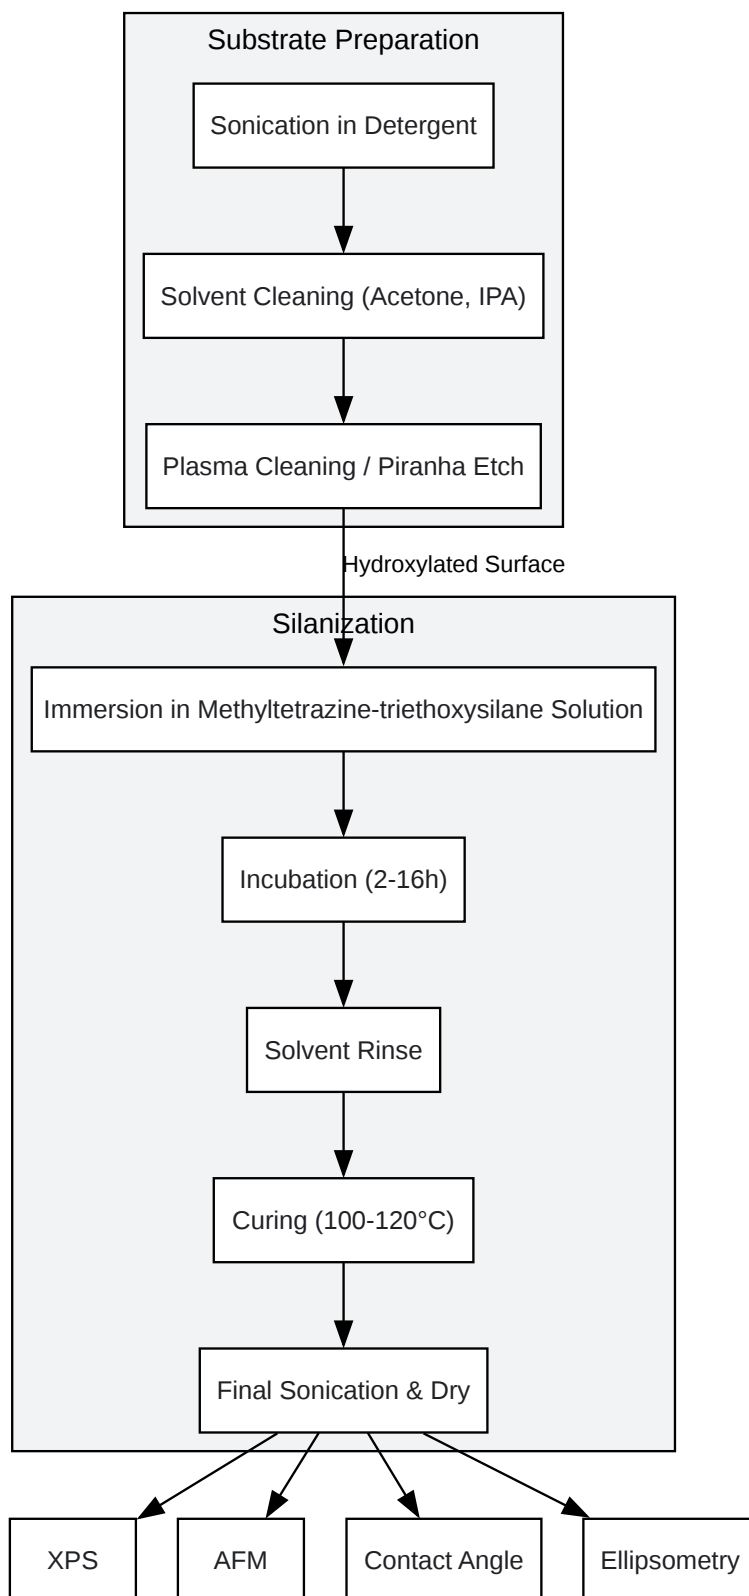 Substrate Preparation
Sonication in Detergent
Solvent Cleaning (Acetone, IPA)
Plasma Cleaning / Piranha Etch
Hydroxylated Surface
Silanization
Immersion in Methyltetrazine-triethoxysilane Solution
Incubation (2-16h)
Solvent Rinse
Curing (100-120°C)
Final Sonication & Dry
XPS
AFM
Contact Angle
Ellipsometry